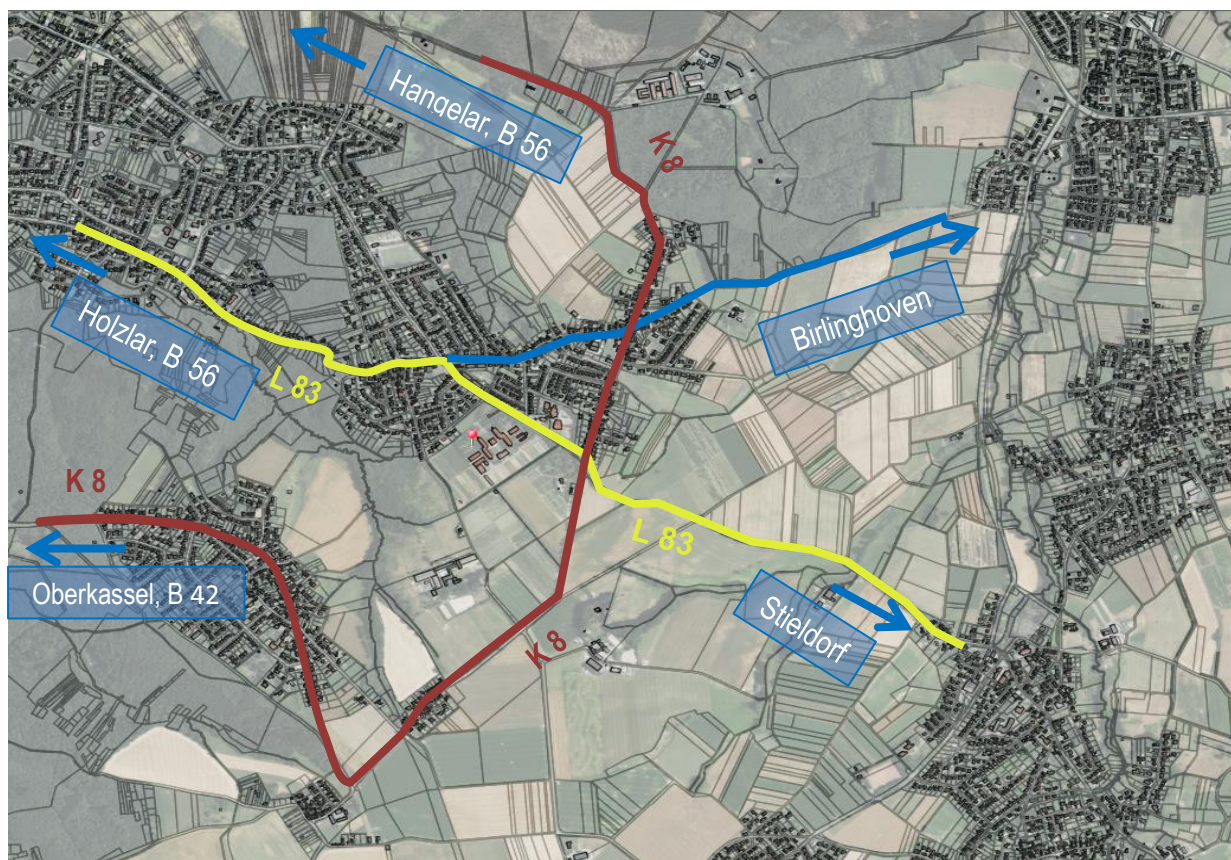 Hangelar, B 56
K 8
Birlinghoven
Holzlar, B 56
L 83
K 8
Oberkassel, B 42
L 83
Stieldorf
K 8